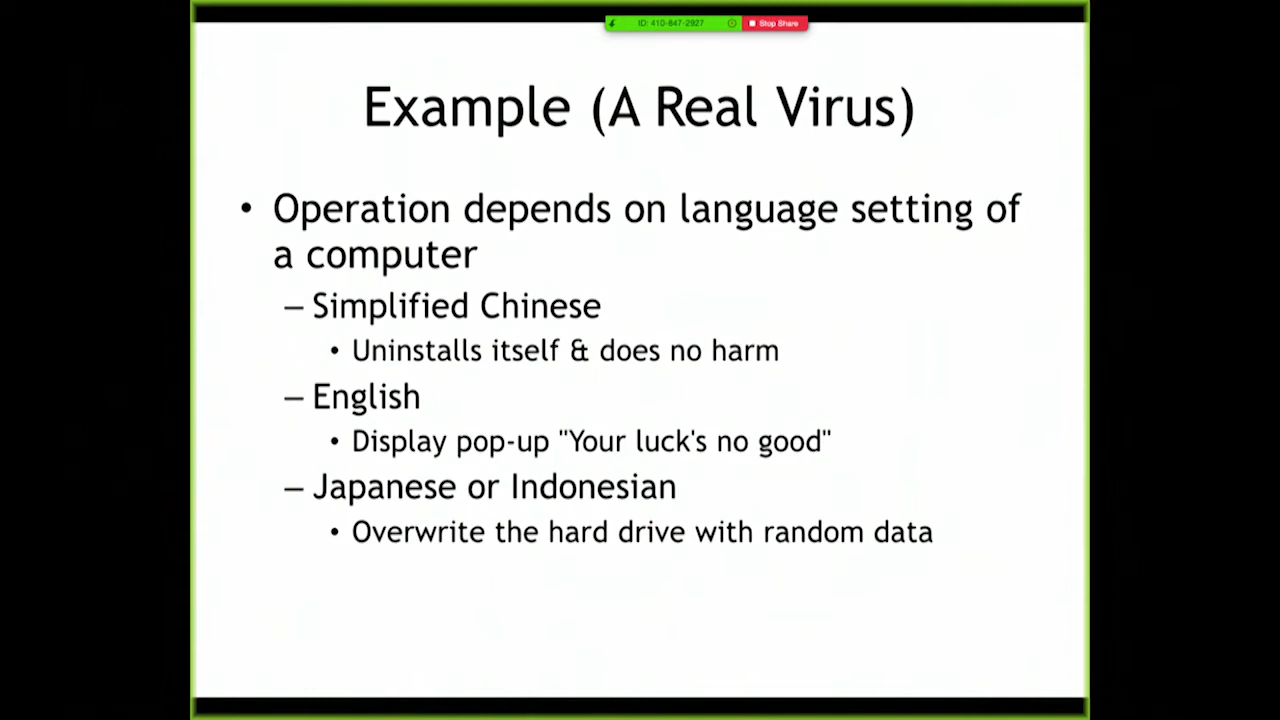 ID: 410-847-2927
Stop Share
Example (A Real Virus)
• Operation depends on language setting of
a computer
– Simplified Chinese
• Uninstalls itself & does no harm
– English
• Display pop-up "Your luck's no good"
– Japanese or Indonesian
• Overwrite the hard drive with random data